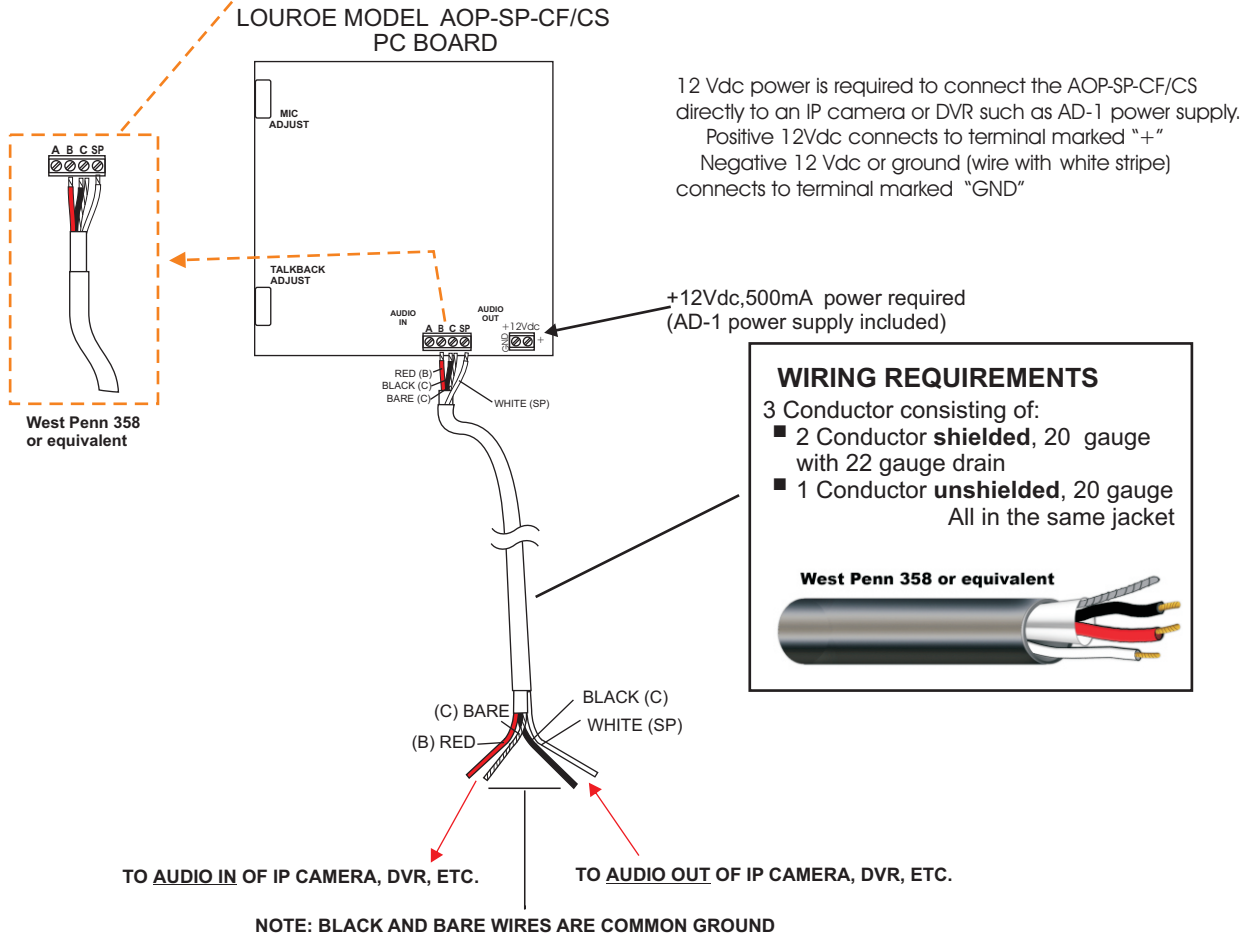 LOUROE MODEL AOP-SP-CF/CS
PC BOARD
12 Vdc power is required to connect the AOP-SP-CF/CS
directly to an IP camera or DVR such as AD-1 power supply.
Positive 12Vdc connects to terminal marked “+”
Negative 12 Vdc or ground (wire with white stripe)
connects to terminal marked “GND”
MIC
ADJUST
A B C SP
West Penn 358
or equivalent
TALKBACK
ADJUST
AUDIO
IN
A B C SP
AUDIO
OUT
+12Vdc
GND
+
+12Vdc,500mA power required
(AD-1 power supply included)
RED (B)
BLACK (C)
BARE (C)
WHITE (SP)
WIRING REQUIREMENTS
3 Conductor consisting of:
■ 2 Conductor shielded, 20 gauge
with 22 gauge drain
■ 1 Conductor unshielded, 20 gauge
All in the same jacket
West Penn 358 or equivalent
(C) BARE
(B) RED
BLACK (C)
WHITE (SP)
TO AUDIO IN OF IP CAMERA, DVR, ETC.
TO AUDIO OUT OF IP CAMERA, DVR, ETC.
NOTE: BLACK AND BARE WIRES ARE COMMON GROUND